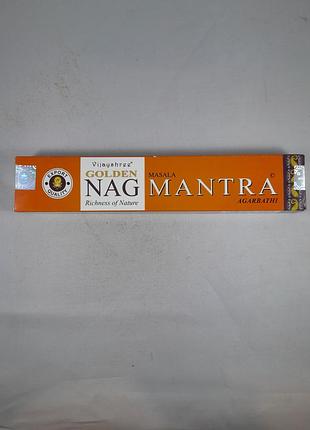 EXPORT
QUALITY
Vijayshree®
GOLDEN
NAG
Richness of Nature
MASALA
MANTRA©
AGARBATHI